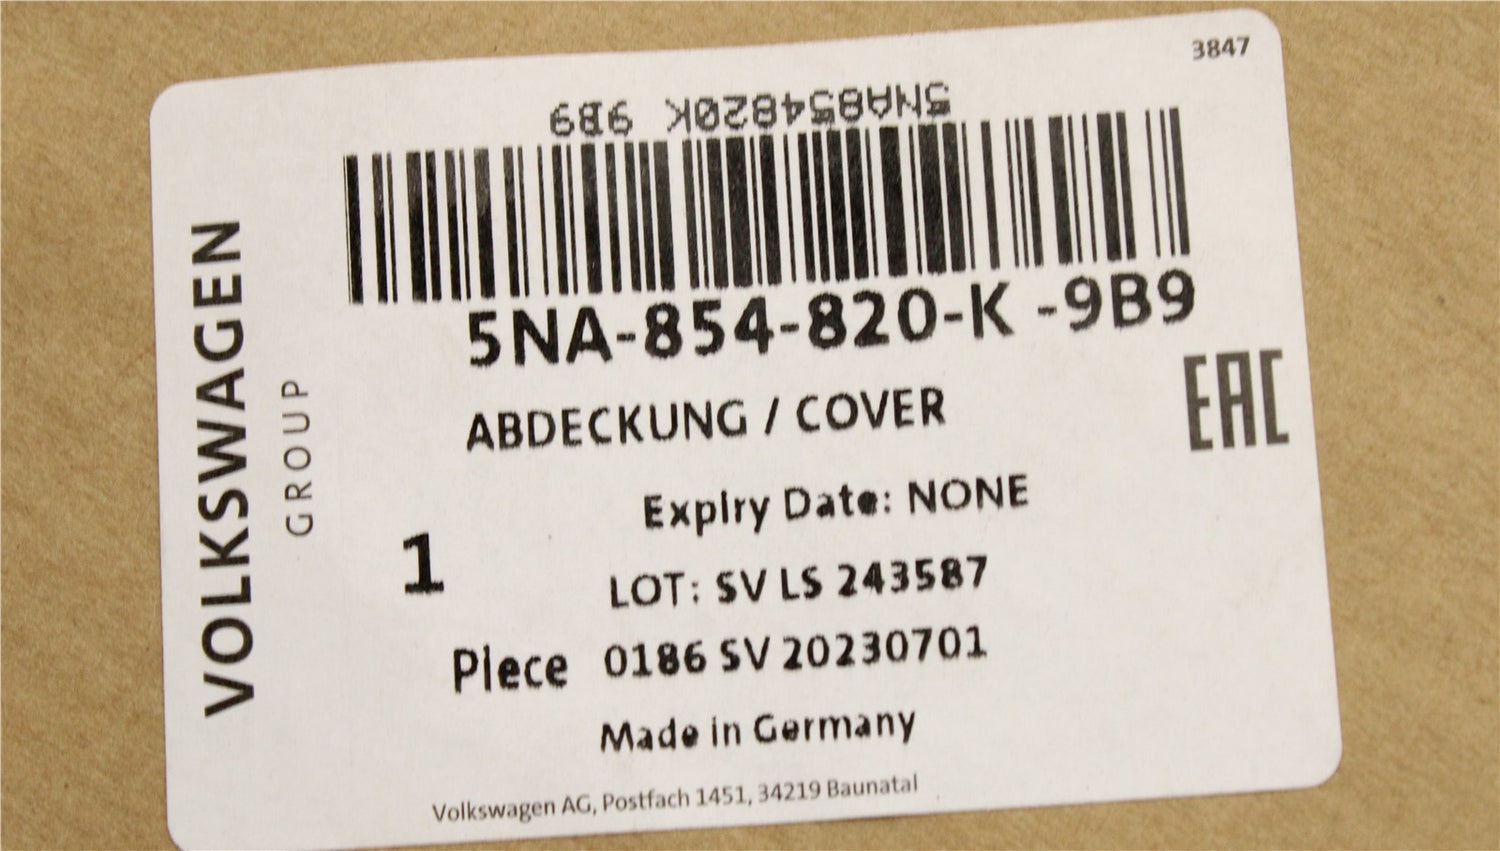 3847
5NA854820K 9B9
5NA-854-820-K -9B9
EAC
ABDECKUNG / COVER
Expiry Date: NONE
1
LOT: SV LS 243587
Piece 0186 SV 20230701
Made in Germany
Volkswagen AG, Postfach 1451, 34219 Baunatal
VOLKSWAGEN
GROUP